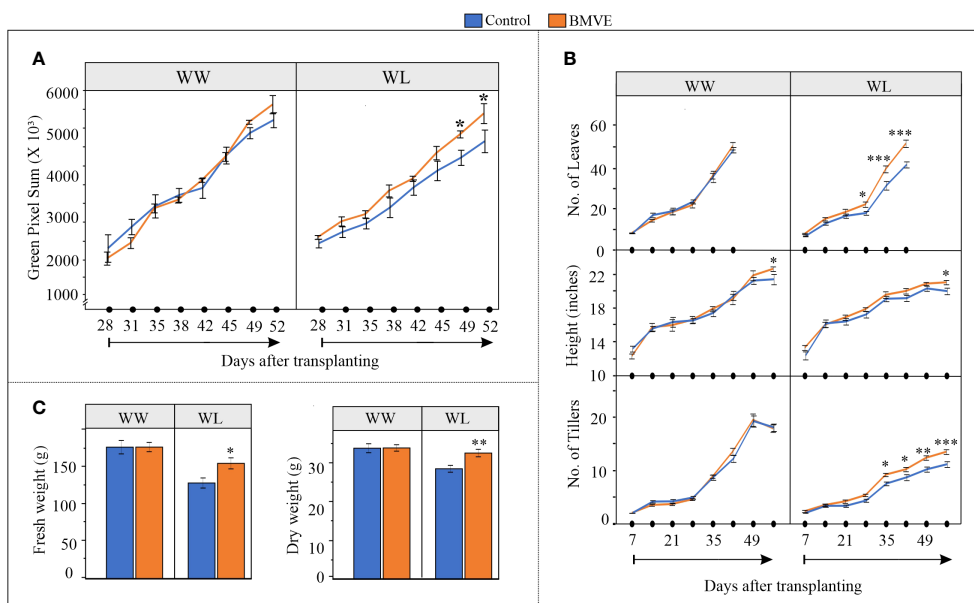 Control BMVE
A
WW WL
Green Pixel Sum (X 10³)
6000
5000
4000
3000
2000
1000
* *
28 31 35 38 42 45 49 52 28 31 35 38 42 45 49 52
Days after transplanting
B
WW WL
No. of Leaves
60
40
20
0
* *** ***
Height (inches)
22
18
14
10
* *
No. of Tillers
20
10
0
* * ** ***
7 21 35 49 7 21 35 49
Days after transplanting
C
WW WL
Fresh weight (g)
150
100
50
0
*
WW WL
Dry weight (g)
30
20
10
0
**